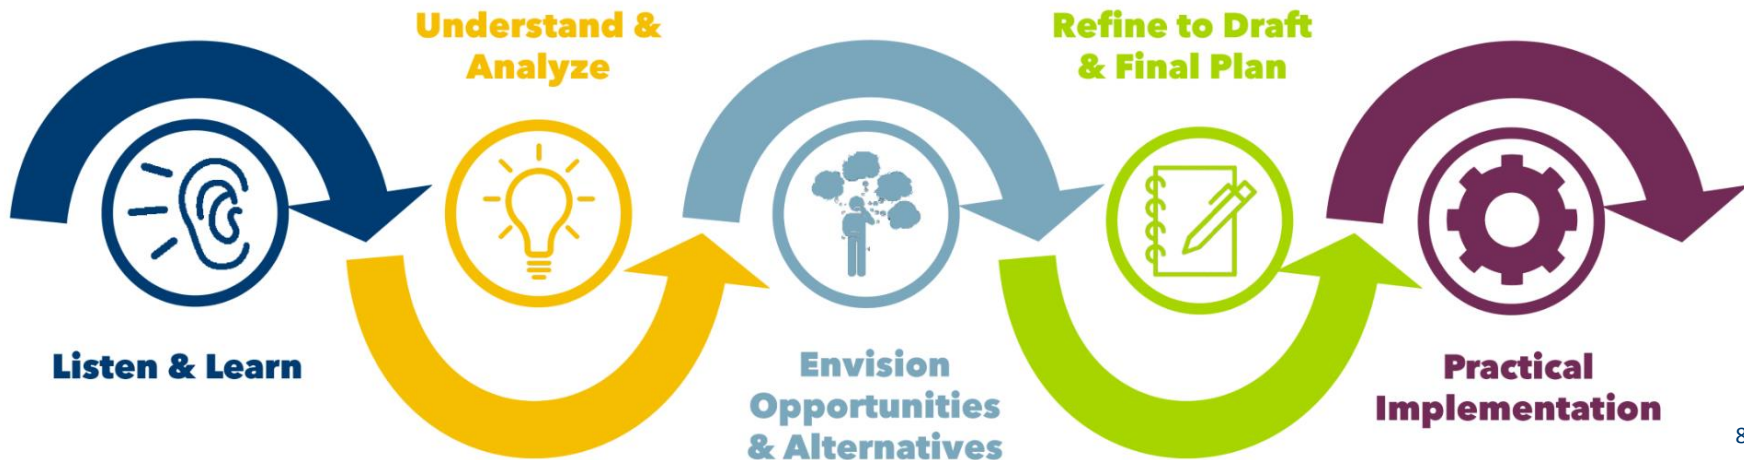 Listen & Learn
Understand &
Analyze
Envision
Opportunities
& Alternatives
Refine to Draft
& Final Plan
Practical
Implementation
8